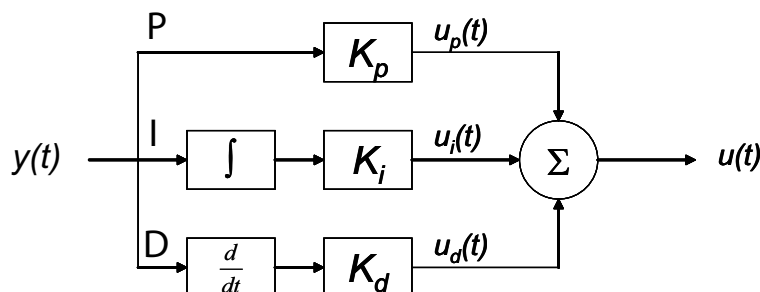 P
K_p
u_p(t)
y(t)
I
∫
K_i
u_i(t)
Σ
u(t)
D
d/dt
K_d
u_d(t)